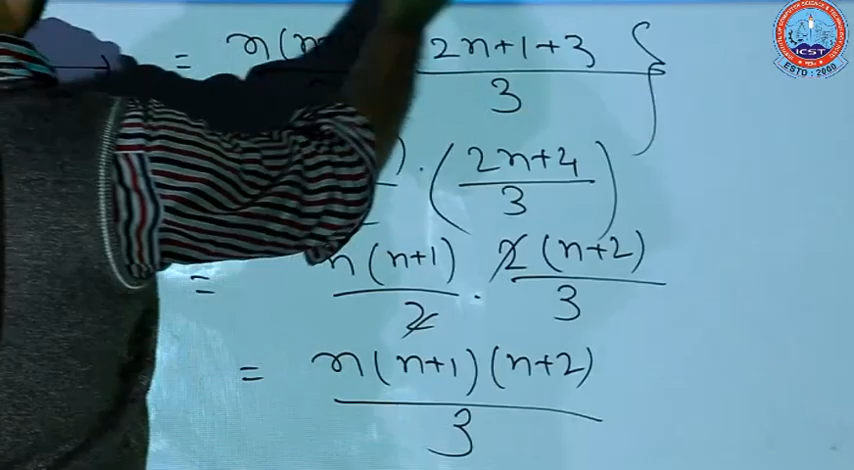 = n(n 2n+1+3 / 3 }
· (2n+4 / 3)
= n(n+1) / 2 · 2(n+2) / 3
= n(n+1)(n+2) / 3
ICST
ESTD : 2000